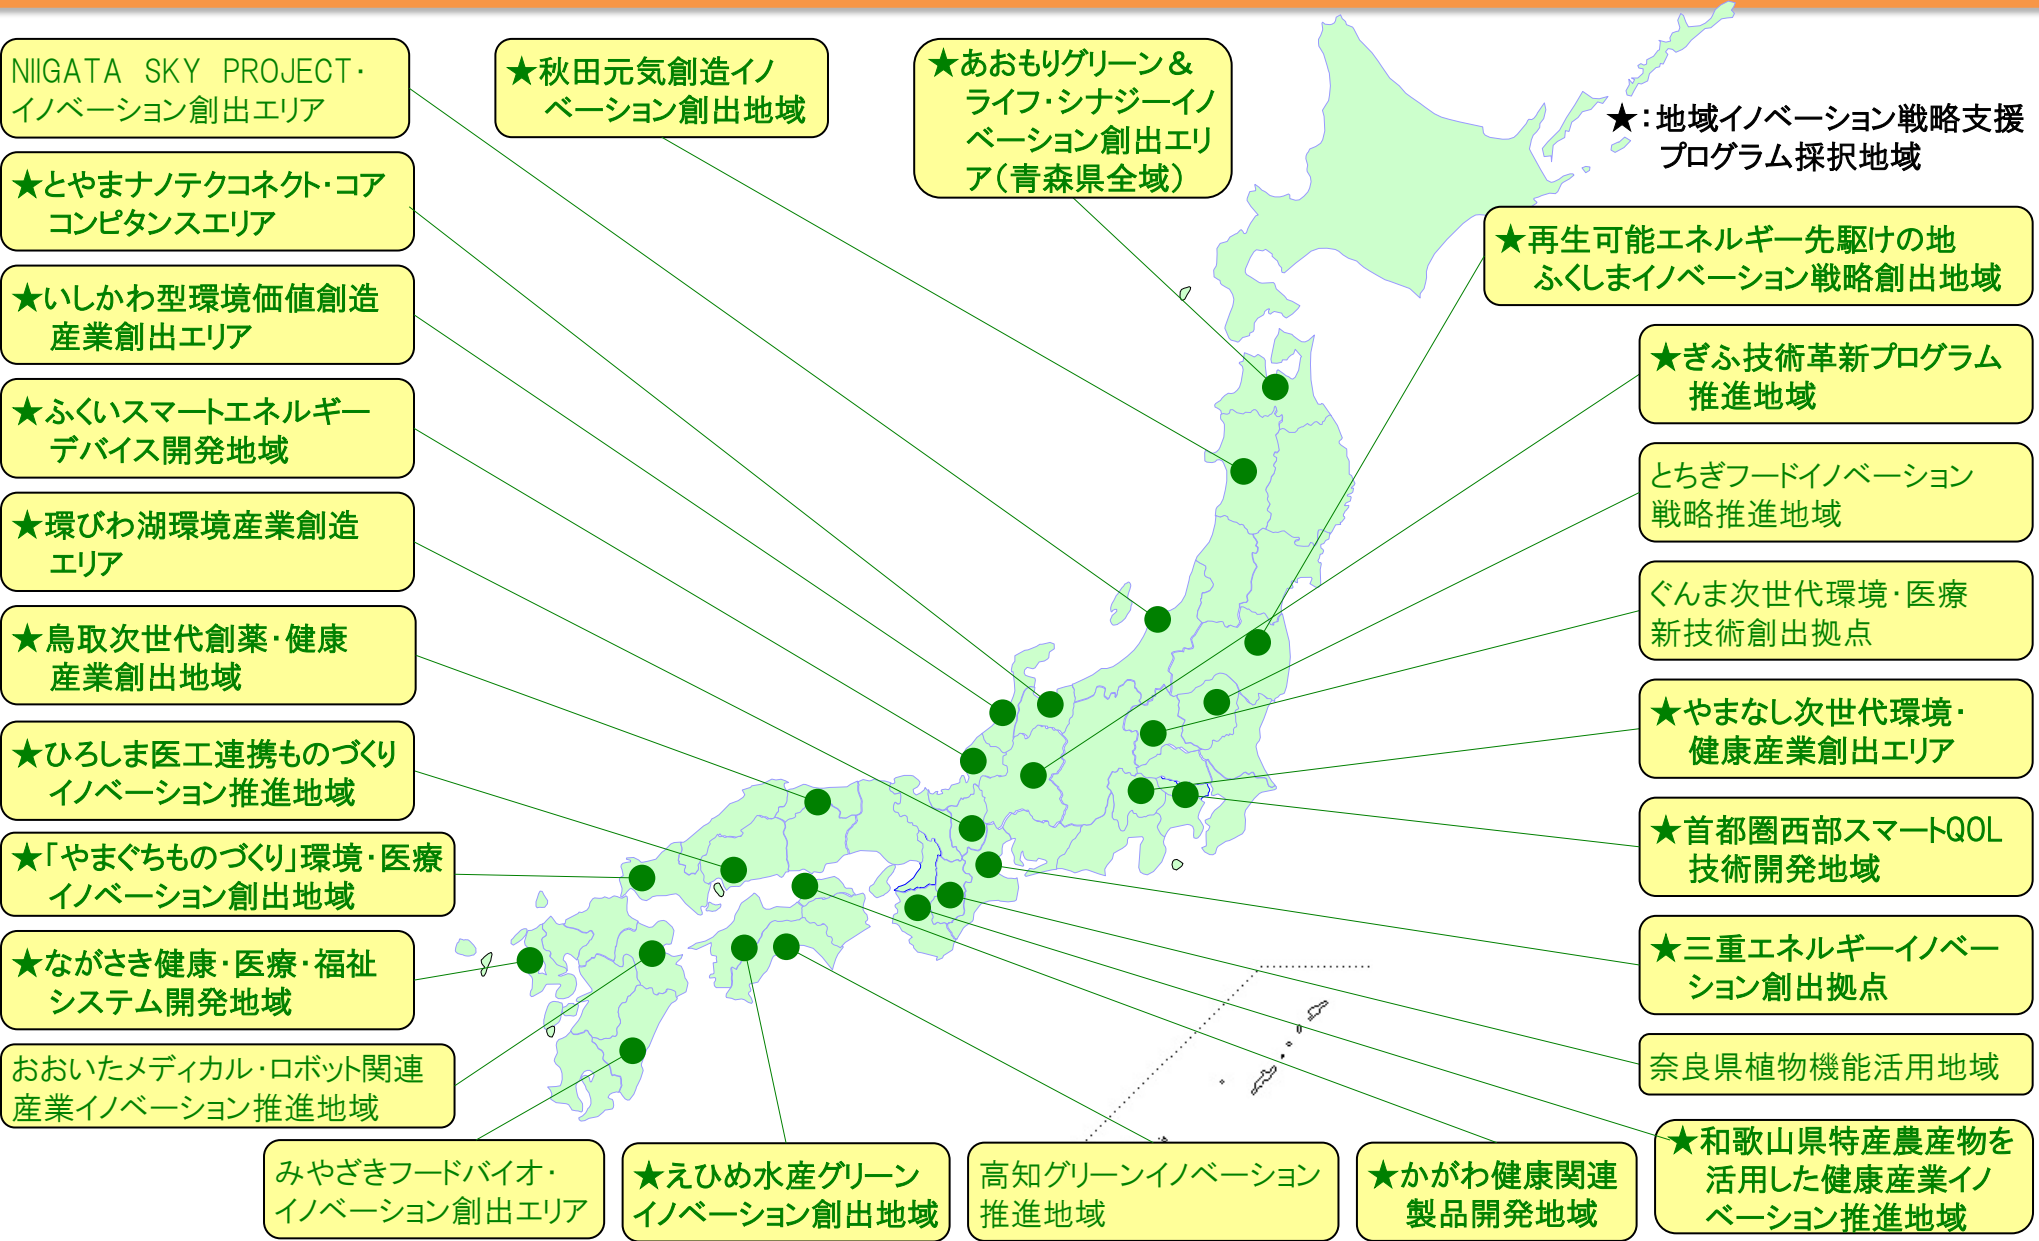 NIIGATA SKY PROJECT・
イノベーション創出エリア
★秋田元気創造イノ
ベーション創出地域
★あおもりグリーン＆
ライフ・シナジーイノ
ベーション創出エリ
ア（青森県全域）
★：地域イノベーション戦略支援
プログラム採択地域
★とやまナノテクコネクト・コア
コンピタンスエリア
★いしかわ型環境価値創造
産業創出エリア
★ふくいスマートエネルギー
デバイス開発地域
★環びわ湖環境産業創造
エリア
★鳥取次世代創薬・健康
産業創出地域
★ひろしま医工連携ものづくり
イノベーション推進地域
★「やまぐちものづくり」環境・医療
イノベーション創出地域
★ながさき健康・医療・福祉
システム開発地域
おおいたメディカル・ロボット関連
産業イノベーション推進地域
みやざきフードバイオ・
イノベーション創出エリア
★えひめ水産グリーン
イノベーション創出地域
高知グリーンイノベーション
推進地域
★かがわ健康関連
製品開発地域
★再生可能エネルギー先駆けの地
ふくしまイノベーション戦略創出地域
★ぎふ技術革新プログラム
推進地域
とちぎフードイノベーション
戦略推進地域
ぐんま次世代環境・医療
新技術創出拠点
★やまなし次世代環境・
健康産業創出エリア
★首都圏西部スマートQOL
技術開発地域
★三重エネルギーイノベー
ション創出拠点
奈良県植物機能活用地域
★和歌山県特産農産物を
活用した健康産業イノ
ベーション推進地域